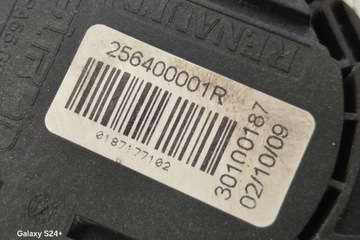 RENAULT
256400001R
0187177102
30100187
02/10/09
Galaxy S24+